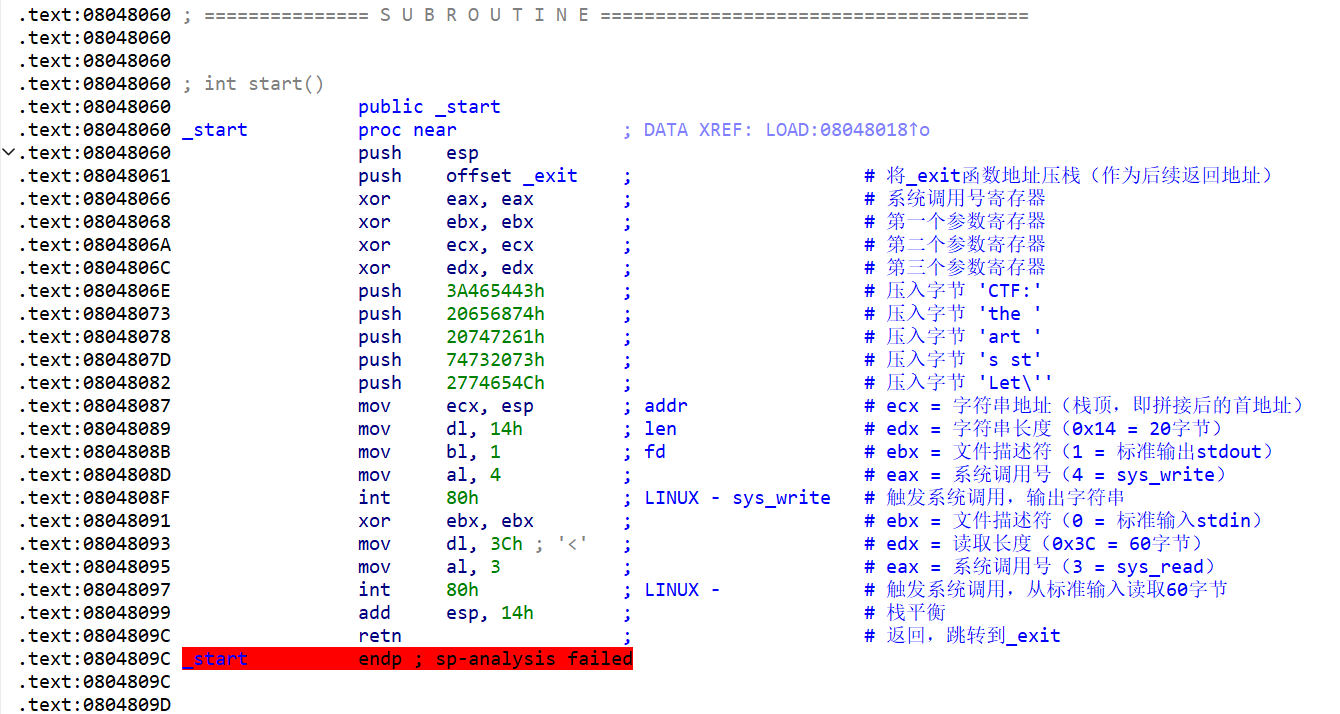 .text:08048060 ; =============== S U B R O U T I N E =======================================
.text:08048060
.text:08048060
.text:08048060 ; int start()
.text:08048060 public _start
.text:08048060 _start proc near ; DATA XREF: LOAD:08048018↑o
.text:08048060 push esp
.text:08048061 push offset _exit ; # 将_exit函数地址压栈（作为后续返回地址）
.text:08048066 xor eax, eax ; # 系统调用号寄存器
.text:08048068 xor ebx, ebx ; # 第一个参数寄存器
.text:0804806A xor ecx, ecx ; # 第二个参数寄存器
.text:0804806C xor edx, edx ; # 第三个参数寄存器
.text:0804806E push 3A465443h ; # 压入字节 'CTF:'
.text:08048073 push 20656874h ; # 压入字节 'the '
.text:08048078 push 20747261h ; # 压入字节 'art '
.text:0804807D push 74732073h ; # 压入字节 's st'
.text:08048082 push 2774654Ch ; # 压入字节 'Let\''
.text:08048087 mov ecx, esp ; addr # ecx = 字符串地址（栈顶，即拼接后的首地址）
.text:08048089 mov dl, 14h ; len # edx = 字符串长度（0x14 = 20字节）
.text:0804808B mov bl, 1 ; fd # ebx = 文件描述符（1 = 标准输出stdout）
.text:0804808D mov al, 4 ; # eax = 系统调用号（4 = sys_write）
.text:0804808F int 80h ; LINUX - sys_write # 触发系统调用，输出字符串
.text:08048091 xor ebx, ebx ; # ebx = 文件描述符（0 = 标准输入stdin）
.text:08048093 mov dl, 3Ch ; '<' ; # edx = 读取长度（0x3C = 60字节）
.text:08048095 mov al, 3 ; # eax = 系统调用号（3 = sys_read）
.text:08048097 int 80h ; LINUX - # 触发系统调用，从标准输入读取60字节
.text:08048099 add esp, 14h ; # 栈平衡
.text:0804809C retn ; # 返回，跳转到_exit
.text:0804809C _start endp ; sp-analysis failed
.text:0804809C
.text:0804809D